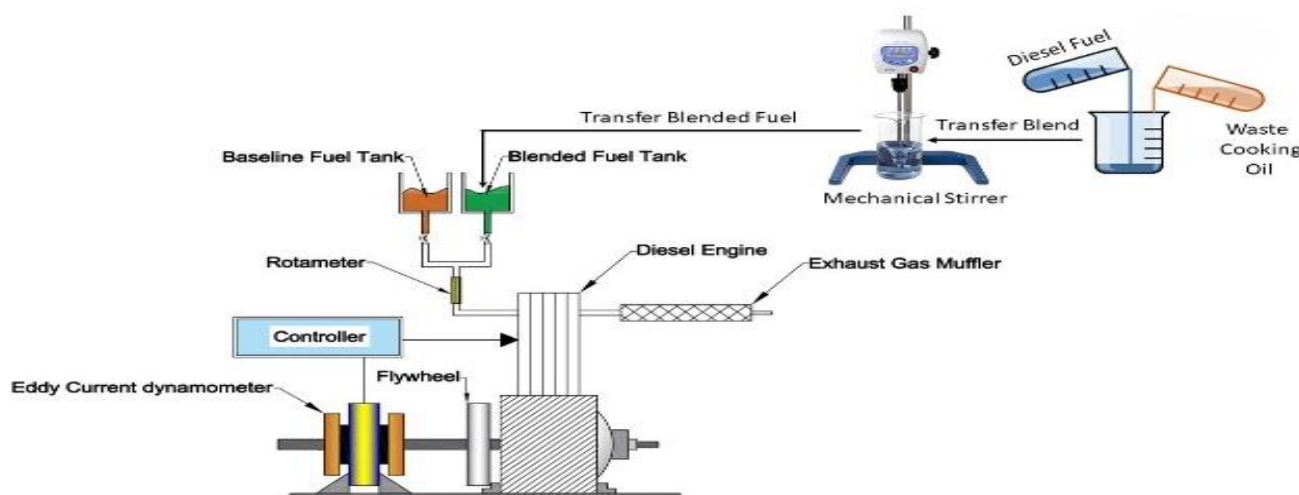 Diesel Fuel
Waste
Cooking
Oil
Transfer Blend
Transfer Blended Fuel
Mechanical Stirrer
Baseline Fuel Tank
Blended Fuel Tank
Rotameter
Diesel Engine
Exhaust Gas Muffler
Controller
Eddy Current dynamometer
Flywheel